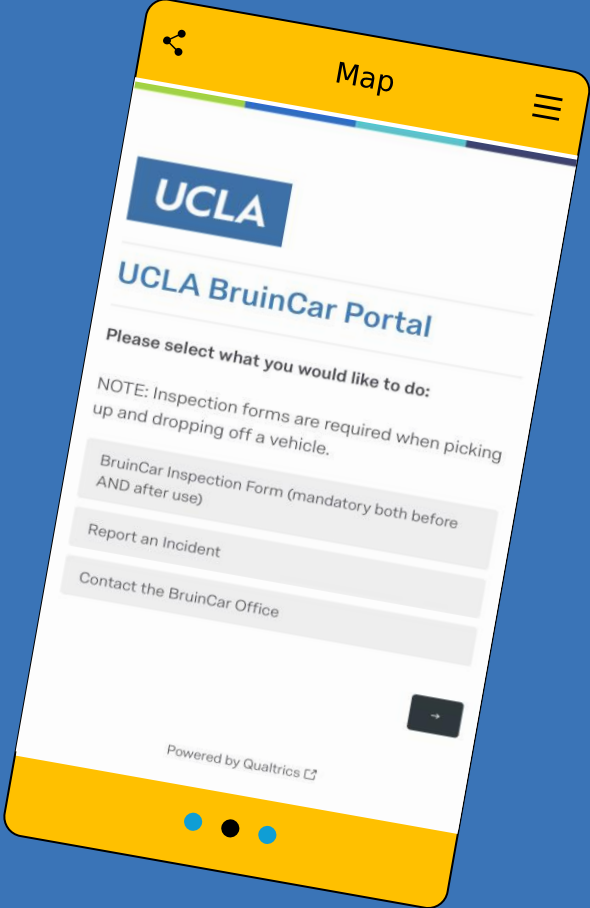 Map
UCLA
UCLA BruinCar Portal
Please select what you would like to do:
NOTE: Inspection forms are required when picking
up and dropping off a vehicle.
BruinCar Inspection Form (mandatory both before
AND after use)
Report an Incident
Contact the BruinCar Office
→
Powered by Qualtrics